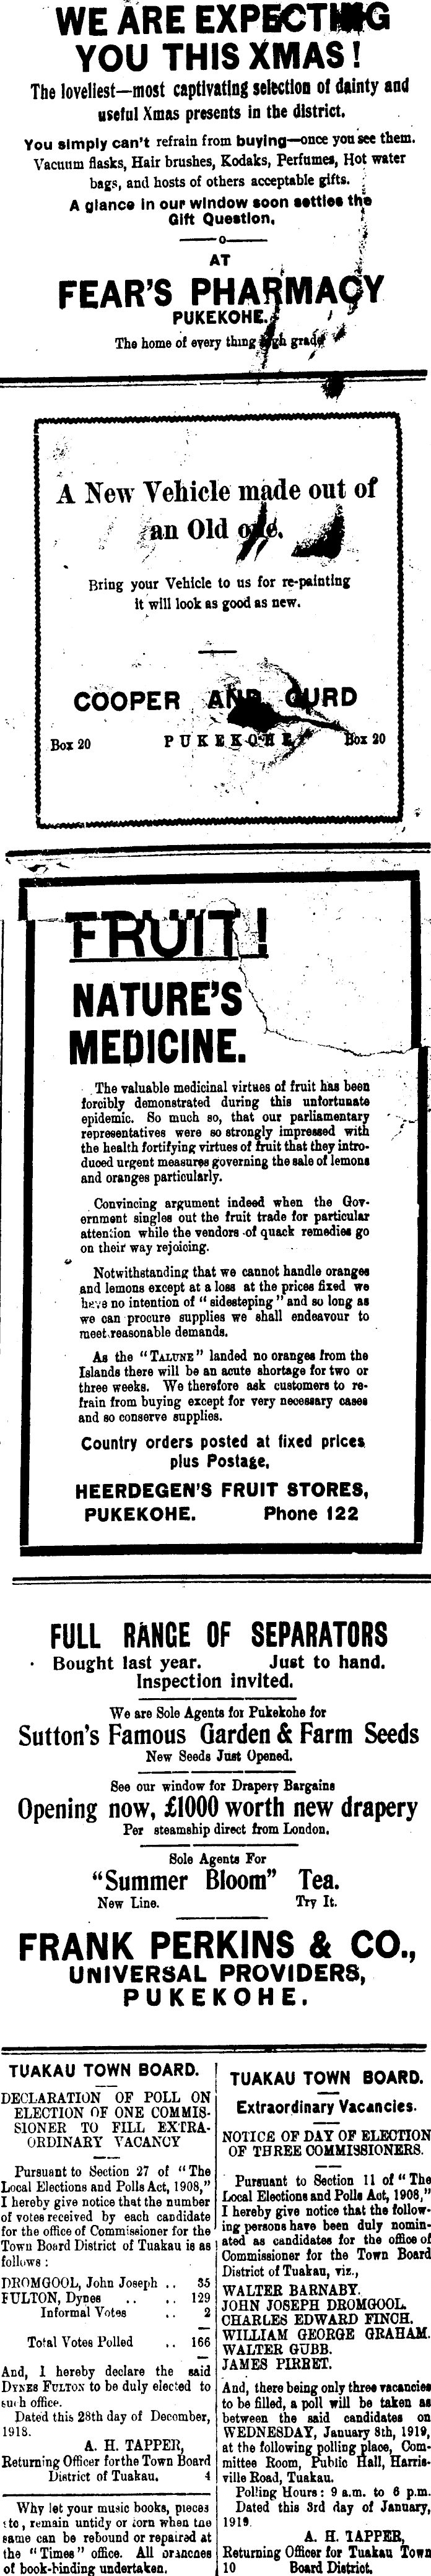 WE ARE EXPECTING
YOU THIS XMAS!
The loveliest—most captivating selection of dainty and
useful Xmas presents in the district.
You simply can't refrain from buying—once you see them.
Vacuum flasks, Hair brushes, Kodaks, Perfumes, Hot water
bags, and hosts of others acceptable gifts.
A glance in our window soon settles the
Gift Question.
—o—
AT
FEAR'S PHARMACY
PUKEKOHE.
The home of every thing high grade
A New Vehicle made out of
an Old one.
Bring your Vehicle to us for re-painting
it will look as good as new.
COOPER AND CURD
Box 20 PUKEKOHE Box 20
FRUIT!
NATURE'S
MEDICINE.
The valuable medicinal virtues of fruit has been
forcibly demonstrated during this unfortunate
epidemic. So much so, that our parliamentary
representatives were so strongly impressed with
the health fortifying virtues of fruit that they intro-
duced urgent measures governing the sale of lemons
and oranges particularly.
Convincing argument indeed when the Gov-
ernment singles out the fruit trade for particular
attention while the vendors of quack remedies go
on their way rejoicing.
Notwithstanding that we cannot handle oranges
and lemons except at a loss at the prices fixed we
have no intention of "sidesteping" and so long as
we can procure supplies we shall endeavour to
meet reasonable demands.
As the "TALUNE" landed no oranges from the
Islands there will be an acute shortage for two or
three weeks. We therefore ask customers to re-
frain from buying except for very necessary cases
and so conserve supplies.
Country orders posted at fixed prices
plus Postage.
HEERDEGEN'S FRUIT STORES,
PUKEKOHE. Phone 122
FULL RANGE OF SEPARATORS
Bought last year. Just to hand.
Inspection invited.
We are Sole Agents for Pukekohe for
Sutton's Famous Garden & Farm Seeds
New Seeds Just Opened.
See our window for Drapery Bargains
Opening now, £1000 worth new drapery
Per steamship direct from London.
Sole Agents For
"Summer Bloom" Tea.
New Line. Try It.
FRANK PERKINS & CO.,
UNIVERSAL PROVIDERS,
PUKEKOHE.
TUAKAU TOWN BOARD.
DECLARATION OF POLL ON
ELECTION OF ONE COMMIS-
SIONER TO FILL EXTRA-
ORDINARY VACANCY
Pursuant to Section 27 of "The
Local Elections and Polls Act, 1908,"
I hereby give notice that the number
of votes received by each candidate
for the office of Commissioner for the
Town Board District of Tuakau is as
follows:
DROMGOOL, John Joseph .. 35
FULTON, Dynes .. .. 129
Informal Votes .. 2
Total Votes Polled .. 166
And, I hereby declare the said
DYNES FULTON to be duly elected to
such office.
Dated this 28th day of December,
1918.
A. H. TAPPER,
Returning Officer for the Town Board
District of Tuakau. 4
Why let your music books, pieces
etc, remain untidy or torn when the
same can be rebound or repaired at
the "Times" office. All branches
of book-binding undertaken.
TUAKAU TOWN BOARD.
Extraordinary Vacancies.
NOTICE OF DAY OF ELECTION
OF THREE COMMISSIONERS.
Pursuant to Section 11 of "The
Local Elections and Polls Act, 1908,"
I hereby give notice that the follow-
ing persons have been duly nomin-
ated as candidates for the office of
Commissioner for the Town Board
District of Tuakau, viz.,
WALTER BARNABY.
JOHN JOSEPH DROMGOOL.
CHARLES EDWARD FINCH.
WILLIAM GEORGE GRAHAM.
WALTER GUBB.
JAMES PIRRET.
And, there being only three vacancies
to be filled, a poll will be taken as
between the said candidates on
WEDNESDAY, January 8th, 1919,
at the following polling place, Com-
mittee Room, Public Hall, Harris-
ville Road, Tuakau.
Polling Hours: 9 a.m. to 6 p.m.
Dated this 3rd day of January,
1919.
A. H. TAPPER,
Returning Officer for Tuakau Town
10 Board District.